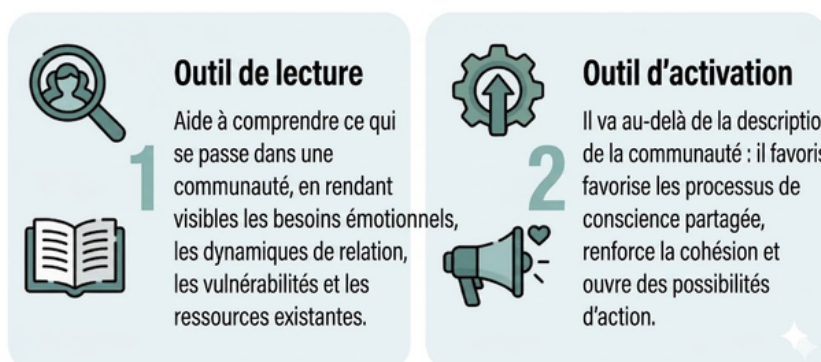 Outil de lecture
1
Aide à comprendre ce qui
se passe dans une
communauté, en rendant
visibles les besoins émotionnels,
les dynamiques de relation,
les vulnérabilités et les
ressources existantes.
Outil d'activation
2
Il va au-delà de la descriptio
de la communauté : il favoris
favorise les processus de
conscience partagée,
renforce la cohésion et
ouvre des possibilités
d'action.